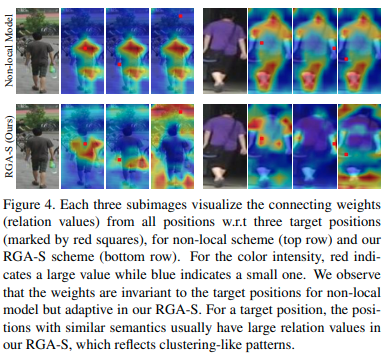 Non-local Model
RGA-S (Ours)
Figure 4. Each three subimages visualize the connecting weights
(relation values) from all positions w.r.t three target positions
(marked by red squares), for non-local scheme (top row) and our
RGA-S scheme (bottom row). For the color intensity, red indi-
cates a large value while blue indicates a small one. We observe
that the weights are invariant to the target positions for non-local
model but adaptive in our RGA-S. For a target position, the posi-
tions with similar semantics usually have large relation values in
our RGA-S, which reflects clustering-like patterns.